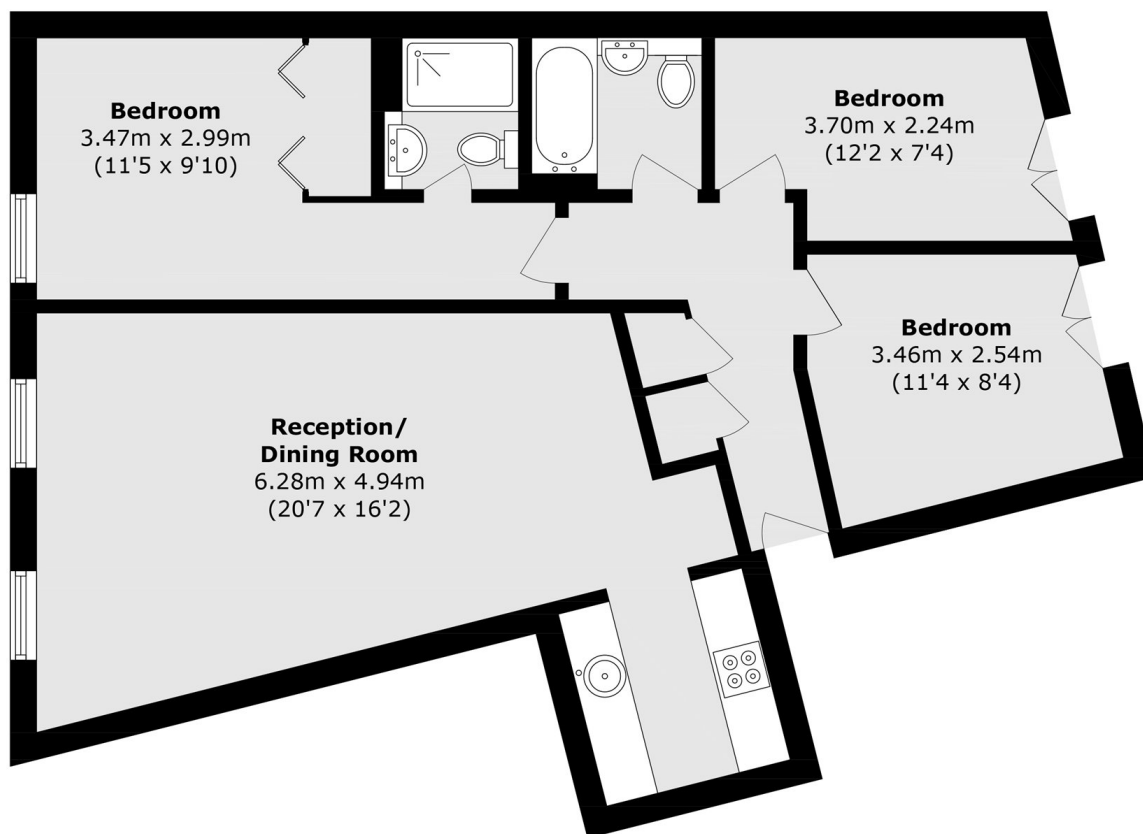 Bedroom
3.47m x 2.99m
(11'5 x 9'10)
Bedroom
3.70m x 2.24m
(12'2 x 7'4)
Bedroom
3.46m x 2.54m
(11'4 x 8'4)
Reception/
Dining Room
6.28m x 4.94m
(20'7 x 16'2)